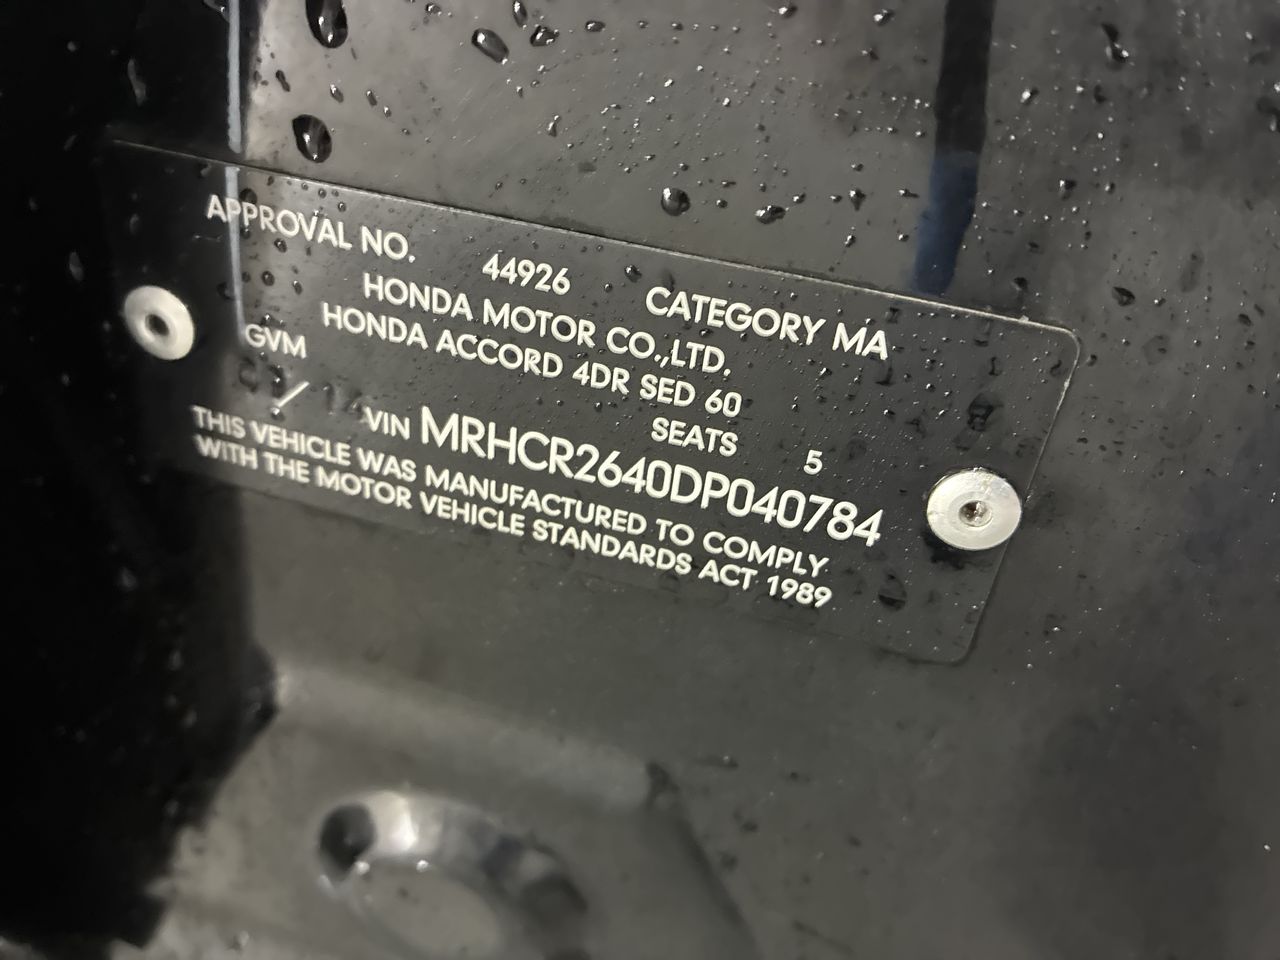 APPROVAL NO. 44926 CATEGORY MA
HONDA MOTOR CO.,LTD.
HONDA ACCORD 4DR SED 60
GVM SEATS 5
/ VIN MRHCR2640DP040784
THIS VEHICLE WAS MANUFACTURED TO COMPLY
WITH THE MOTOR VEHICLE STANDARDS ACT 1989